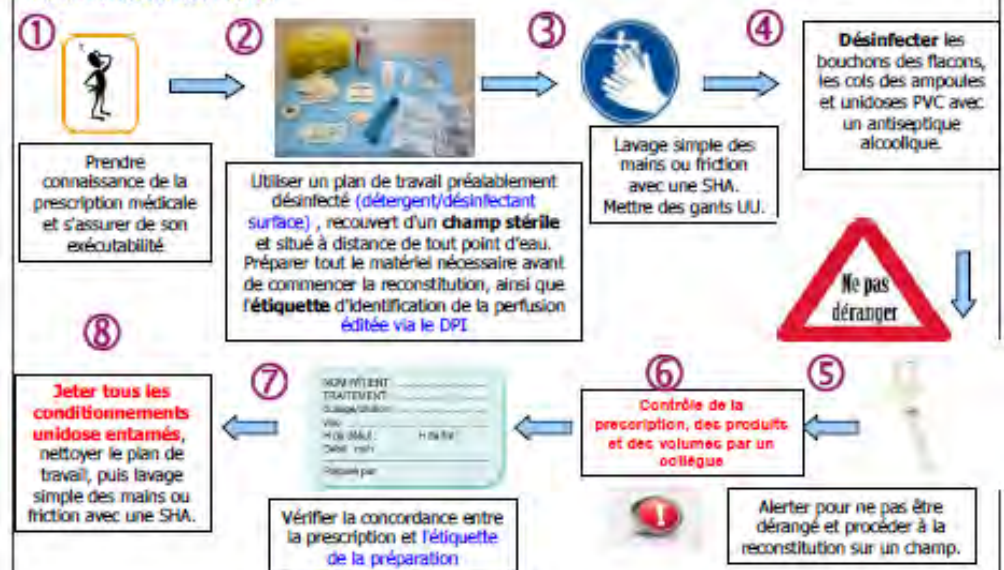 ①
Prendre
connaissance de la
prescription médicale
et s'assurer de son
exécutabilité
②
Utiliser un plan de travail préalablement
désinfecté (détergent/désinfectant
surface) , recouvert d'un champ stérile
et situé à distance de tout point d'eau.
Préparer tout le matériel nécessaire avant
de commencer la reconstitution, ainsi que
l'étiquette d'identification de la perfusion
éditée via le DPI
③
Lavage simple des
mains ou friction
avec une SHA.
Mettre des gants UU.
④
Désinfecter les
bouchons des flacons,
les cols des ampoules
et unidoses PVC avec
un antiseptique
alcoolique.
Ne pas
déranger
⑤
Alerter pour ne pas être
dérangé et procéder à la
reconstitution sur un champ.
⑥
Contrôle de la
prescription, des produits
et des volumes par un
collègue
!
⑦
NOM PATIENT
TRAITEMENT
Préparé par
Vérifier la concordance entre
la prescription et l'étiquette
de la préparation
⑧
Jeter tous les
conditionnements
unidose entamés,
nettoyer le plan de
travail, puis lavage
simple des mains ou
friction avec une SHA.